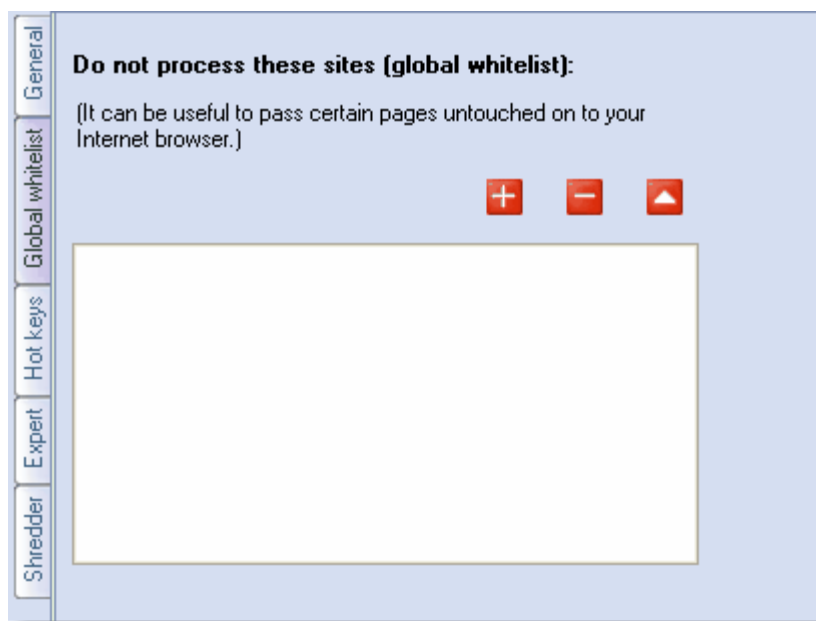 General
Global whitelist
Hot keys
Expert
Shredder
Do not process these sites (global whitelist):
(It can be useful to pass certain pages untouched on to your
Internet browser.)